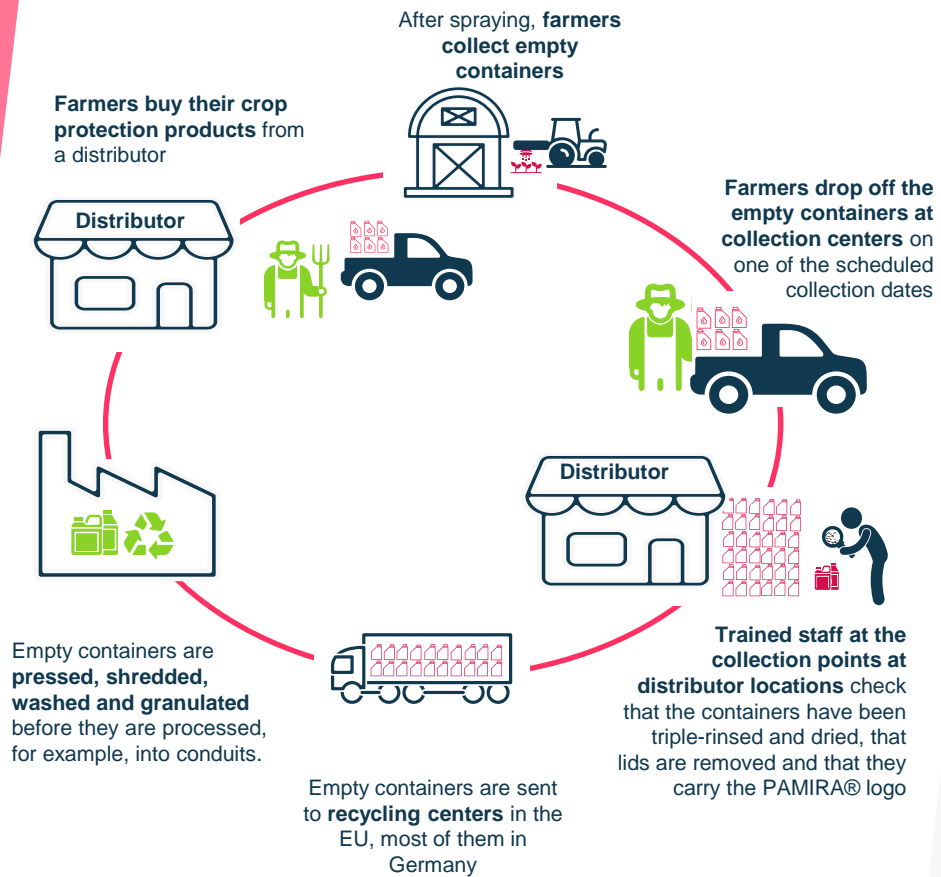 After spraying, farmers
collect empty
containers
Farmers buy their crop
protection products from
a distributor
Distributor
Farmers drop off the
empty containers at
collection centers on
one of the scheduled
collection dates
Distributor
Trained staff at the
collection points at
distributor locations check
that the containers have been
triple-rinsed and dried, that
lids are removed and that they
carry the PAMIRA® logo
Empty containers are sent
to recycling centers in the
EU, most of them in
Germany
Empty containers are
pressed, shredded,
washed and granulated
before they are processed,
for example, into conduits.